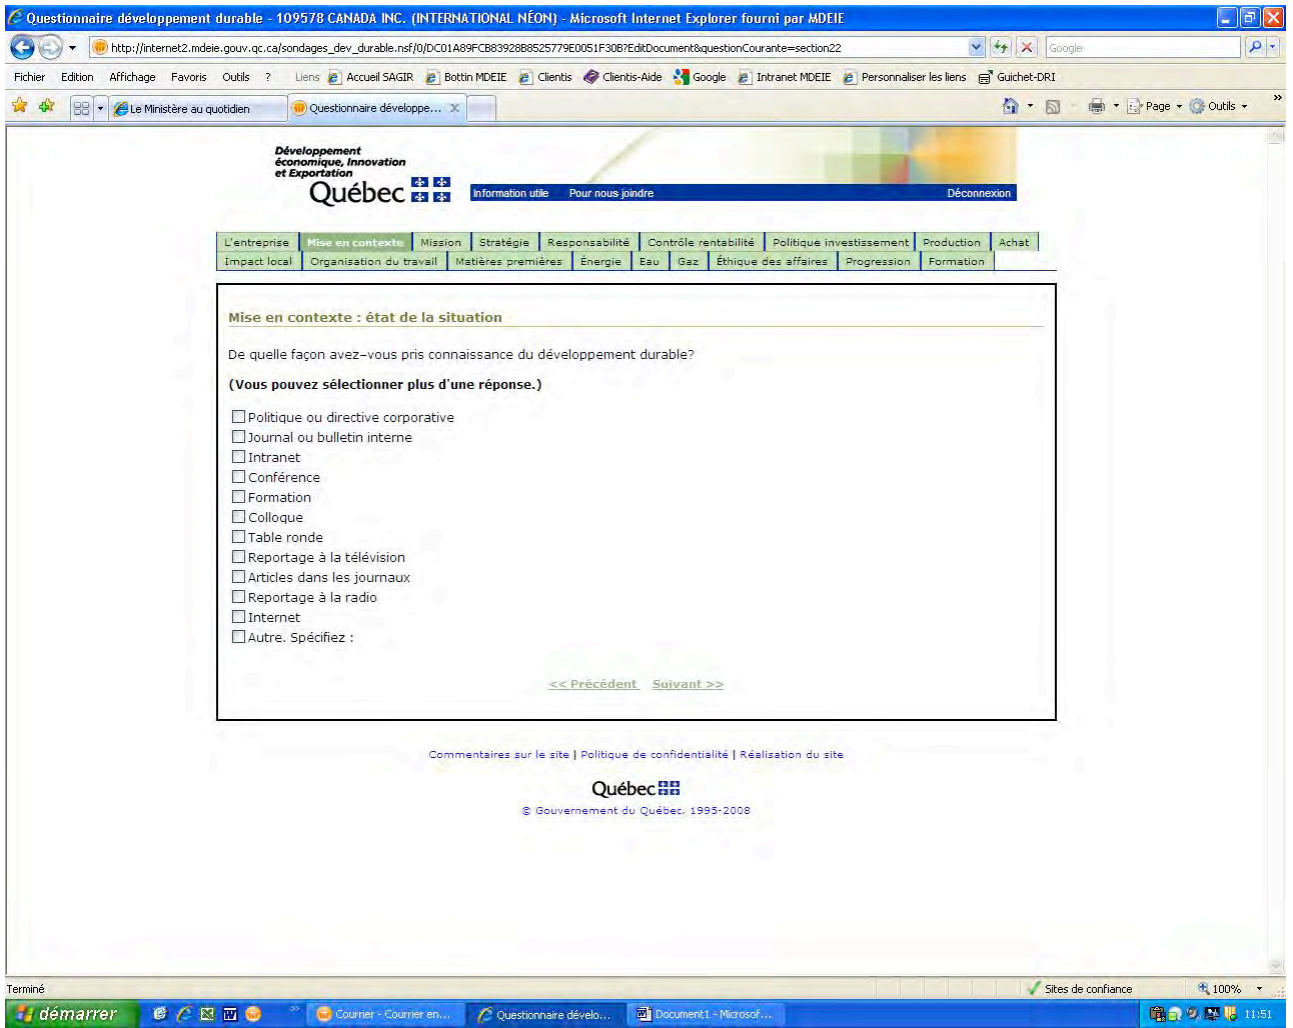 Questionnaire développement durable - 109578 CANADA INC. (INTERNATIONAL NÉON) - Microsoft Internet Explorer fourni par MDEIE
http://internet2.mdeie.gouv.qc.ca/sondages_dev_durable.nsf/0/DC01A89FCB83928B8525779E0051F30B?EditDocument&questionCourante=section22 Google
Fichier Edition Affichage Favoris Outils ? Liens Accueil SAGIR Bottin MDEIE Clientis Clientis-Aide Google Intranet MDEIE Personnaliser les liens Guichet-DRI
Le Ministère au quotidien Questionnaire développe... X Page Outils »
Développement
économique, Innovation
et Exportation
Québec
Information utile Pour nous joindre Déconnexion
L'entreprise Mise en contexte Mission Stratégie Responsabilité Contrôle rentabilité Politique investissement Production Achat
Impact local Organisation du travail Matières premières Énergie Eau Gaz Éthique des affaires Progression Formation
Mise en contexte : état de la situation
De quelle façon avez-vous pris connaissance du développement durable?
(Vous pouvez sélectionner plus d'une réponse.)
Politique ou directive corporative
Journal ou bulletin interne
Intranet
Conférence
Formation
Colloque
Table ronde
Reportage à la télévision
Articles dans les journaux
Reportage à la radio
Internet
Autre. Spécifiez :
<< Précédent Suivant >>
Commentaires sur le site | Politique de confidentialité | Réalisation du site
Québec
© Gouvernement du Québec, 1995-2008
Terminé Sites de confiance 100%
démarrer » Courrier - Courrier en... Questionnaire dévelo... Document1 - Microsof... 11:51